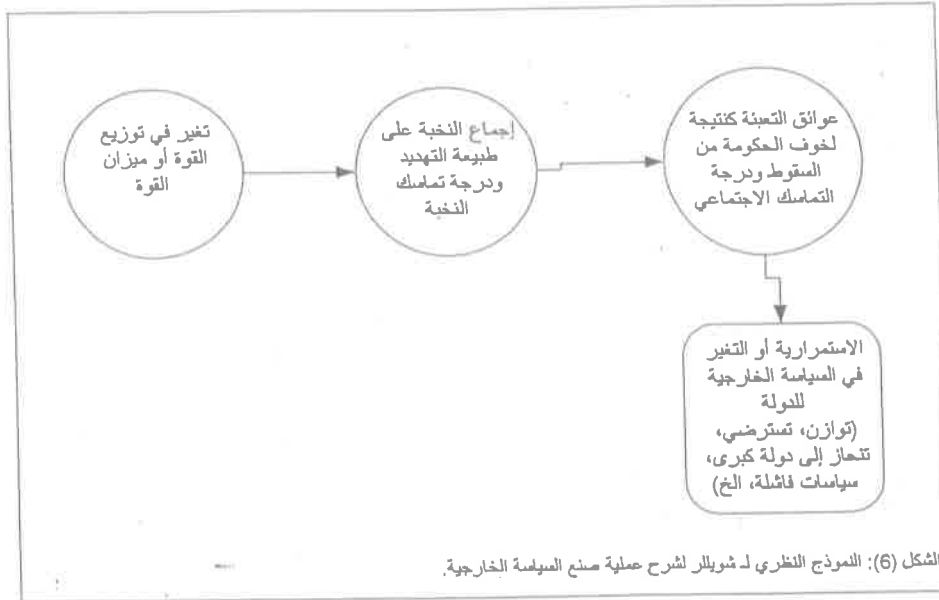 تغير في توزيع
القوة أو ميزان
القوة
إجماع النخبة على
طبيعة التهديد
ودرجة تماسك
النخبة
عوائق التعبئة كنتيجة
لخوف الحكومة من
السقوط ودرجة
التماسك الاجتماعي
الاستمرارية أو التغير
في السياسة الخارجية
للدولة
(توازن، تسترضي،
تنحاز إلى دولة كبرى،
سياسات فاشلة، الخ)
الشكل (6): النموذج النظري لـ شويللر لشرح عملية صنع السياسة الخارجية.